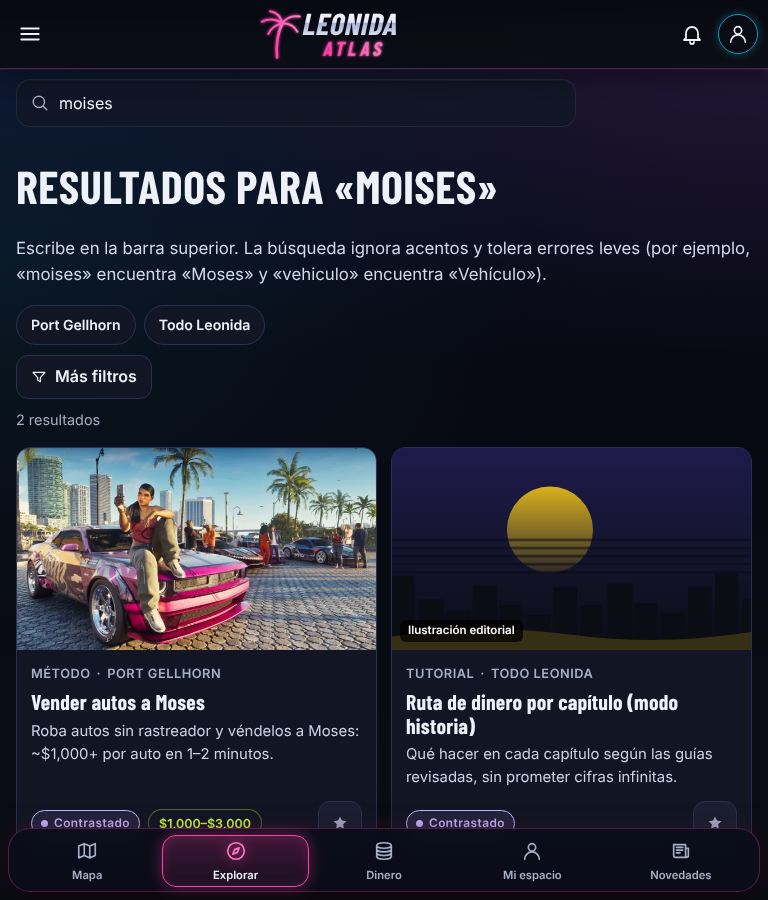 LEONIDA
ATLAS
moises
RESULTADOS PARA «MOISES»
Escribe en la barra superior. La búsqueda ignora acentos y tolera errores leves (por ejemplo,
«moises» encuentra «Moses» y «vehiculo» encuentra «Vehículo»).
Port Gellhorn
Todo Leonida
Más filtros
2 resultados
Ilustración editorial
MÉTODO · PORT GELLHORN
Vender autos a Moses
Roba autos sin rastreador y véndelos a Moses:
~$1,000+ por auto en 1–2 minutos.
Contrastado
$1,000–$3,000
TUTORIAL · TODO LEONIDA
Ruta de dinero por capítulo (modo
historia)
Qué hacer en cada capítulo según las guías
revisadas, sin prometer cifras infinitas.
Contrastado
Mapa
Explorar
Dinero
Mi espacio
Novedades